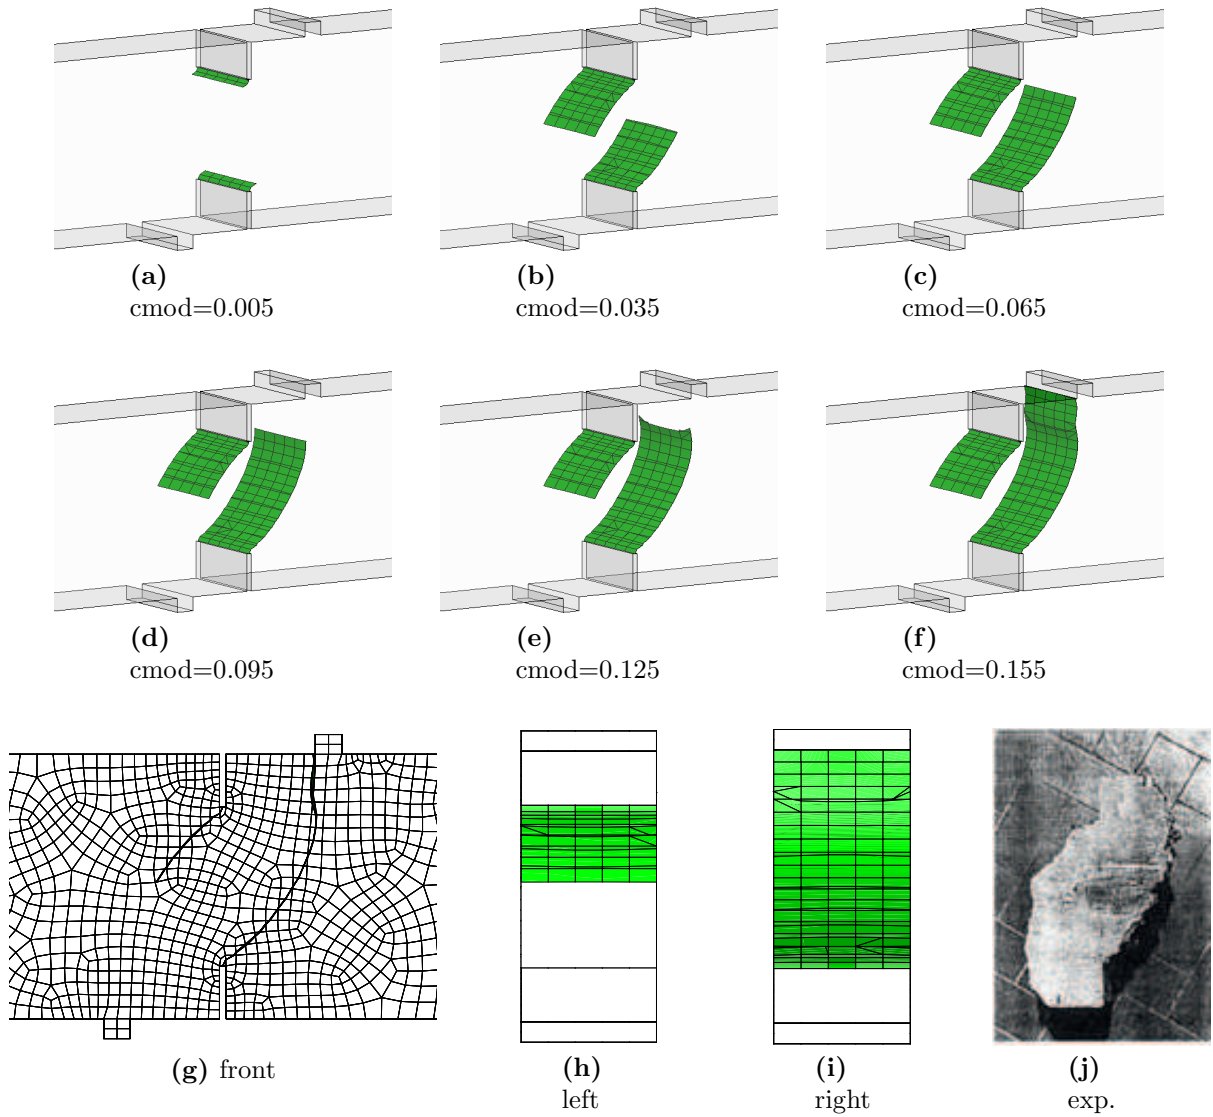 (a)
cmod=0.005
(b)
cmod=0.035
(c)
cmod=0.065
(d)
cmod=0.095
(e)
cmod=0.125
(f)
cmod=0.155
(g) front
(h)
left
(i)
right
(j)
exp.